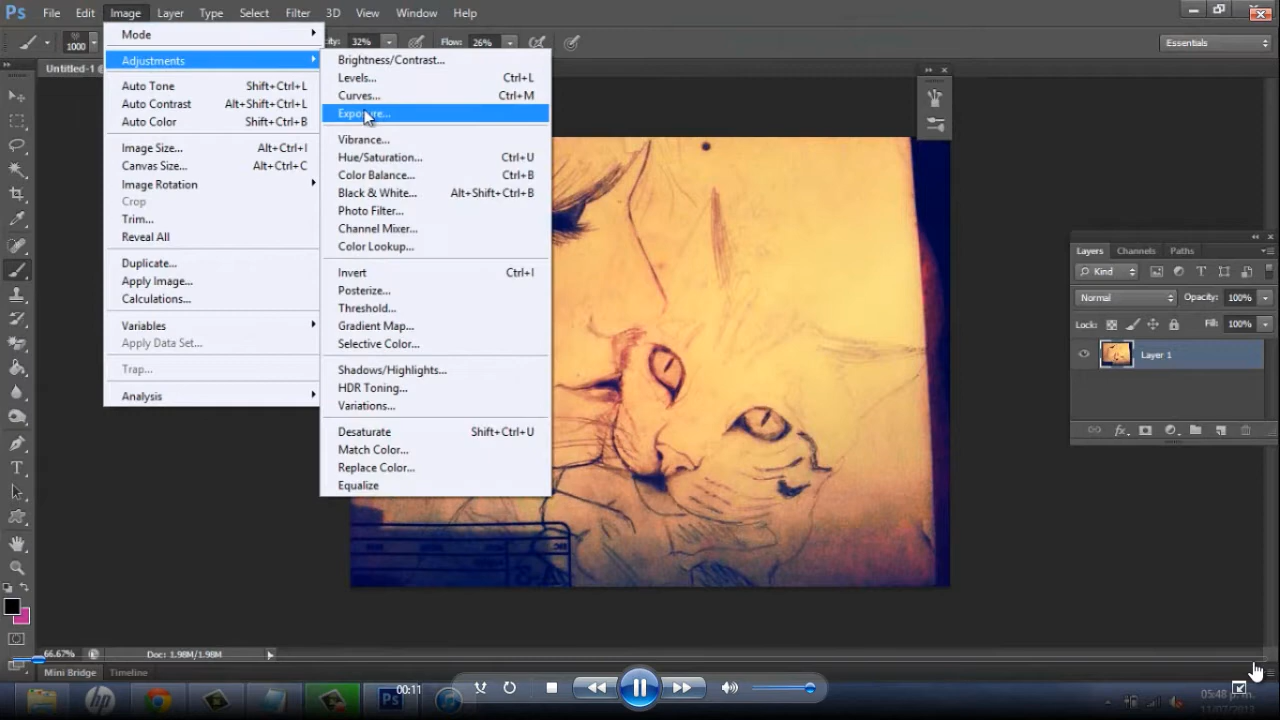 Ps File Edit Image Layer Type Select Filter 3D View Window Help
1000 32% Flow: 26% Essentials
Untitled-1 @
Mode
Adjustments
Auto Tone Shift+Ctrl+L
Auto Contrast Alt+Shift+Ctrl+L
Auto Color Shift+Ctrl+B
Image Size... Alt+Ctrl+I
Canvas Size... Alt+Ctrl+C
Image Rotation
Crop
Trim...
Reveal All
Duplicate...
Apply Image...
Calculations...
Variables
Apply Data Set...
Trap...
Analysis
Brightness/Contrast...
Levels... Ctrl+L
Curves... Ctrl+M
Exposure...
Vibrance...
Hue/Saturation... Ctrl+U
Color Balance... Ctrl+B
Black & White... Alt+Shift+Ctrl+B
Photo Filter...
Channel Mixer...
Color Lookup...
Invert Ctrl+I
Posterize...
Threshold...
Gradient Map...
Selective Color...
Shadows/Highlights...
HDR Toning...
Variations...
Desaturate Shift+Ctrl+U
Match Color...
Replace Color...
Equalize
Layers Channels Paths
Kind
Normal Opacity: 100%
Lock: Fill: 100%
Layer 1
66.67% Doc: 1.98M/1.98M
Mini Bridge Timeline
00:11
05:48 p.m.
11/07/2013